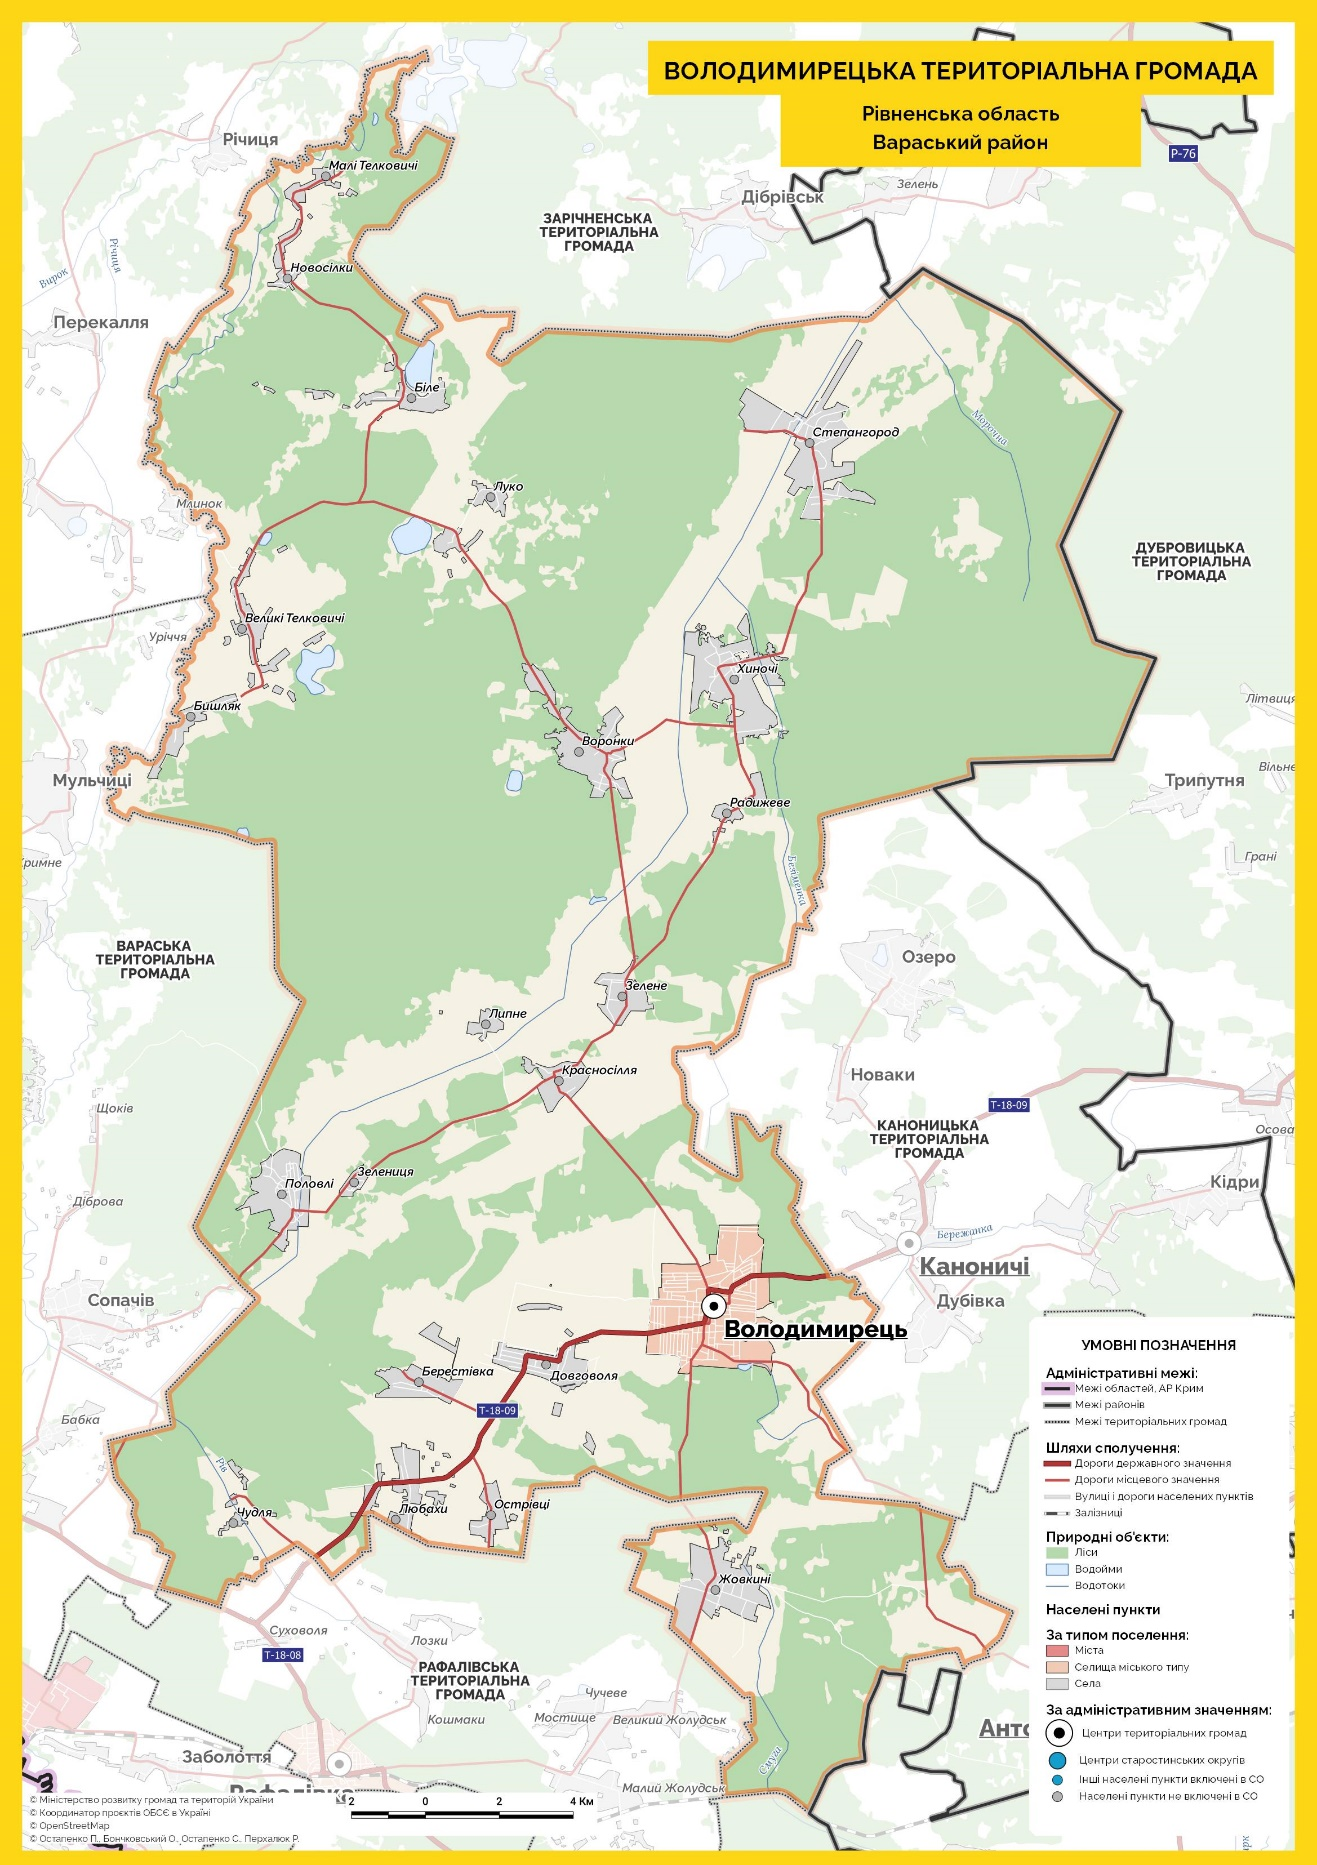 ВОЛОДИМИРЕЦЬКА ТЕРИТОРІАЛЬНА ГРОМАДА
Рівненська область
Вараський район
Р-76
Річиця
Малі Телковичі
Дібрівськ
Зелень
ЗАРІЧНЕНСЬКА
ТЕРИТОРІАЛЬНА
ГРОМАДА
Річиця
Вирок
Новосілки
Перекалля
Біле
Степангород
Морочна
Луко
Млинок
ДУБРОВИЦЬКА
ТЕРИТОРІАЛЬНА
ГРОМАДА
Великі Телковичі
Уріччя
Хиночі
Бишляк
Літвиця
Воронки
Мульчиці
Вільне
Трипутня
Радижеве
Кримне
Грані
Безіменка
ВАРАСЬКА
ТЕРИТОРІАЛЬНА
ГРОМАДА
Озеро
Зелене
Липне
Красносілля
Новаки
Т-18-09
Щоків
КАНОНИЦЬКА
ТЕРИТОРІАЛЬНА
ГРОМАДА
Осова
Зелениця
Половлі
Кідри
Діброва
Бережанка
Каноничі
Сопачів
Дубівка
Володимирець
Берестівка
Довговоля
Т-18-09
Бабка
Рів
Чудля
Любахи
Острівці
Жовкині
Суховоля
Лозки
Т-18-08
РАФАЛІВСЬКА
ТЕРИТОРІАЛЬНА
ГРОМАДА
Кошмаки
Чучеве
Мостище
Великий Жолудськ
Анто
Заболоття
Рафалівка
Малий Жолудськ
Смуга
УМОВНІ ПОЗНАЧЕННЯ
Адміністративні межі:
Межі областей, АР Крим
Межі районів
Межі територіальних громад
Шляхи сполучення:
Дороги державного значення
Дороги місцевого значення
Вулиці і дороги населених пунктів
Залізниці
Природні об'єкти:
Ліси
Водойми
Водотоки
Населені пункти
За типом поселення:
Міста
Селища міського типу
Села
За адміністративним значенням:
Центри територіальних громад
Центри старостинських округів
Інші населені пункти включені в СО
Населені пункти не включені в СО
© Міністерство розвитку громад та територій України
© Координатор проєктів ОБСЄ в Україні
© OpenStreetMap
© Остапенко П., Бончковський О., Остапенко С., Перхалюк Р.
2 0 2 4 Км